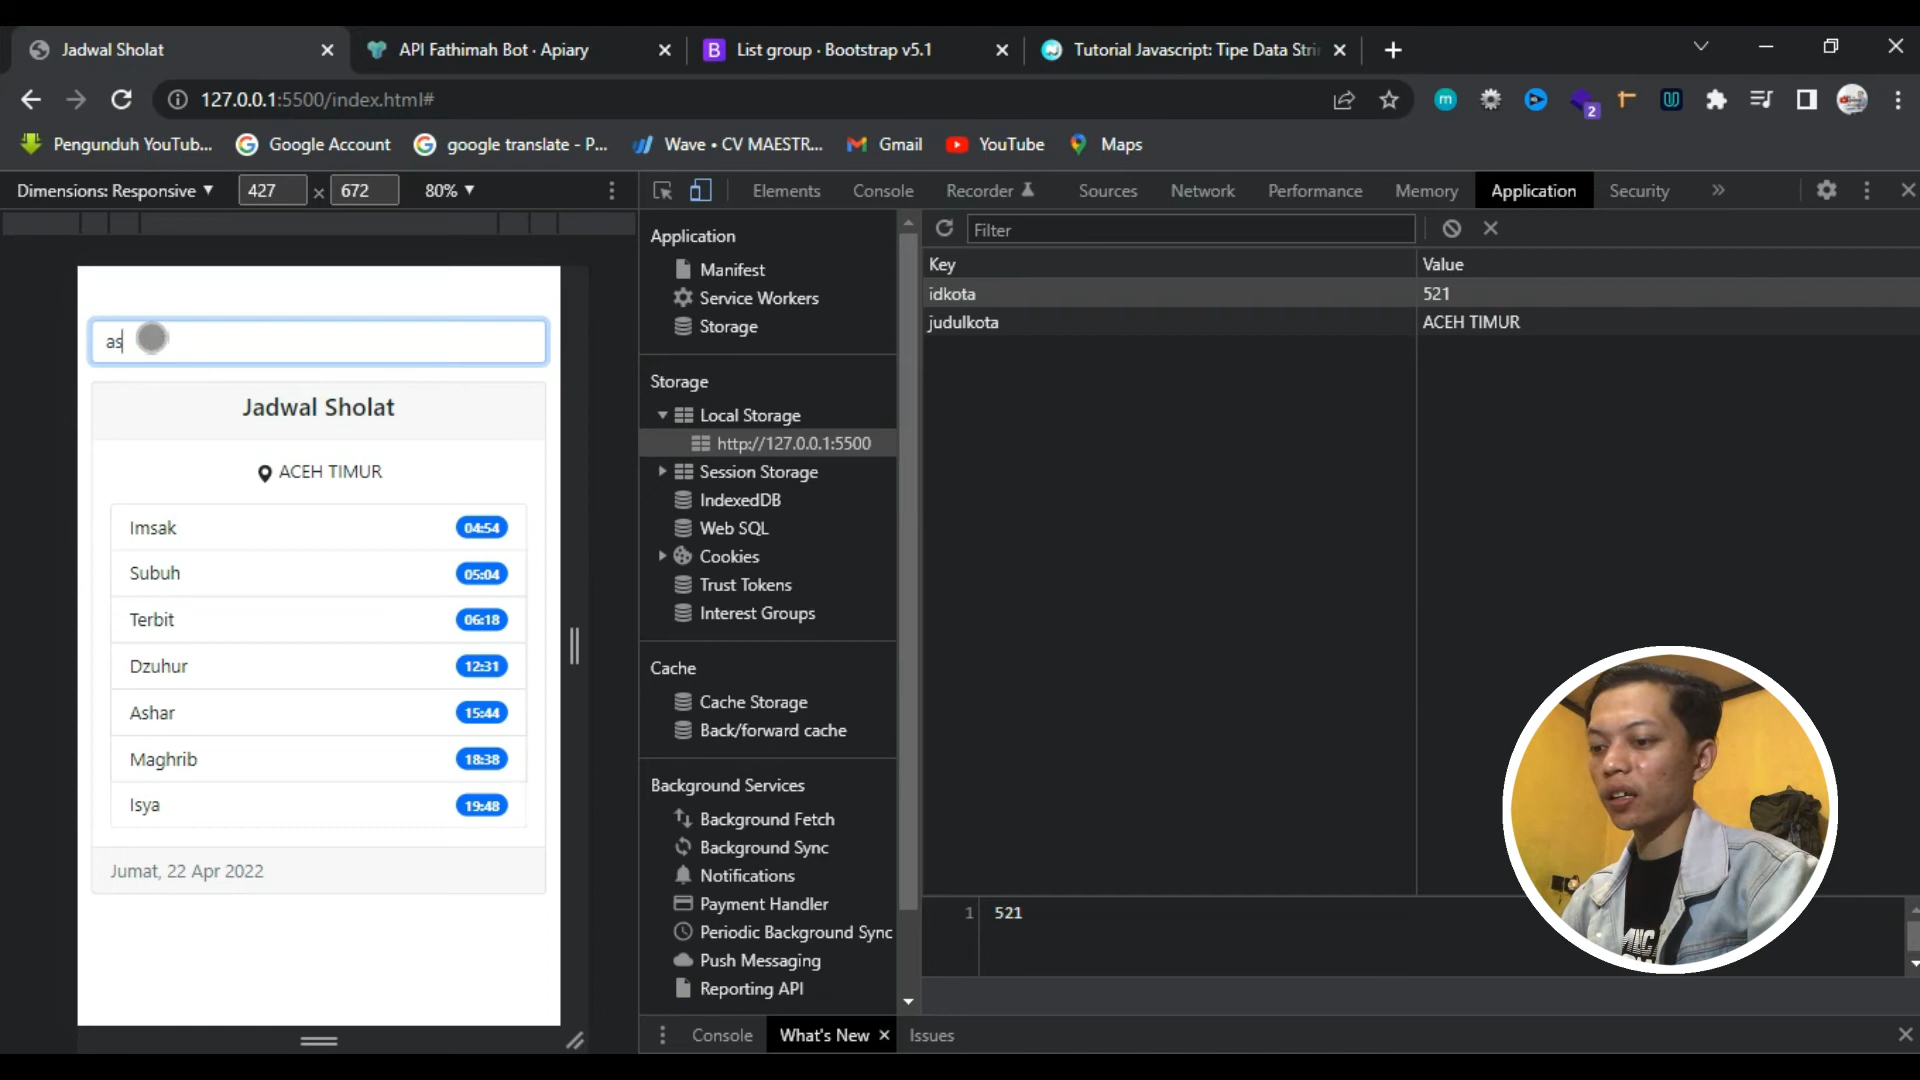 Jadwal Sholat
API Fathimah Bot · Apiary
List group · Bootstrap v5.1
Tutorial Javascript: Tipe Data Stri
127.0.0.1:5500/index.html#
2
Pengunduh YouTub...
Google Account
google translate - P...
Wave • CV MAESTR...
Gmail
YouTube
Maps
Dimensions: Responsive
427
×
672
80%
Elements
Console
Recorder
Sources
Network
Performance
Memory
Application
Security
as
Jadwal Sholat
ACEH TIMUR
Imsak 04:54
Subuh 05:04
Terbit 06:18
Dzuhur 12:31
Ashar 15:44
Maghrib 18:38
Isya 19:48
Jumat, 22 Apr 2022
Application
Manifest
Service Workers
Storage
Storage
Local Storage
http://127.0.0.1:5500
Session Storage
IndexedDB
Web SQL
Cookies
Trust Tokens
Interest Groups
Cache
Cache Storage
Back/forward cache
Background Services
Background Fetch
Background Sync
Notifications
Payment Handler
Periodic Background Sync
Push Messaging
Reporting API
Filter
Key Value
idkota 521
judulkota ACEH TIMUR
1 521
Console
What's New
Issues